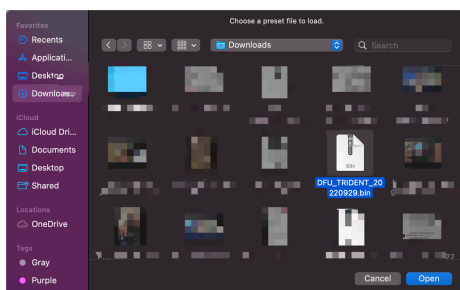 Choose a preset file to load.
Favorites
Recents
Applicati...
Desktop
Downloads
iCloud
iCloud Dri...
Documents
Desktop
Shared
Locations
OneDrive
Tags
Gray
Purple
Downloads
Search
BIN
DFU_TRIDENT_20
220929.bin
22
Cancel
Open